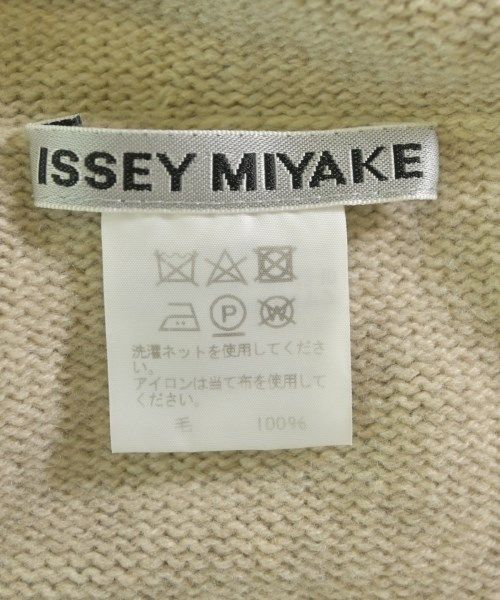 ISSEY MIYAKE
P W
洗濯ネットを使用してくださ
い。
アイロンは当て布を使用して
ください。
毛 100%